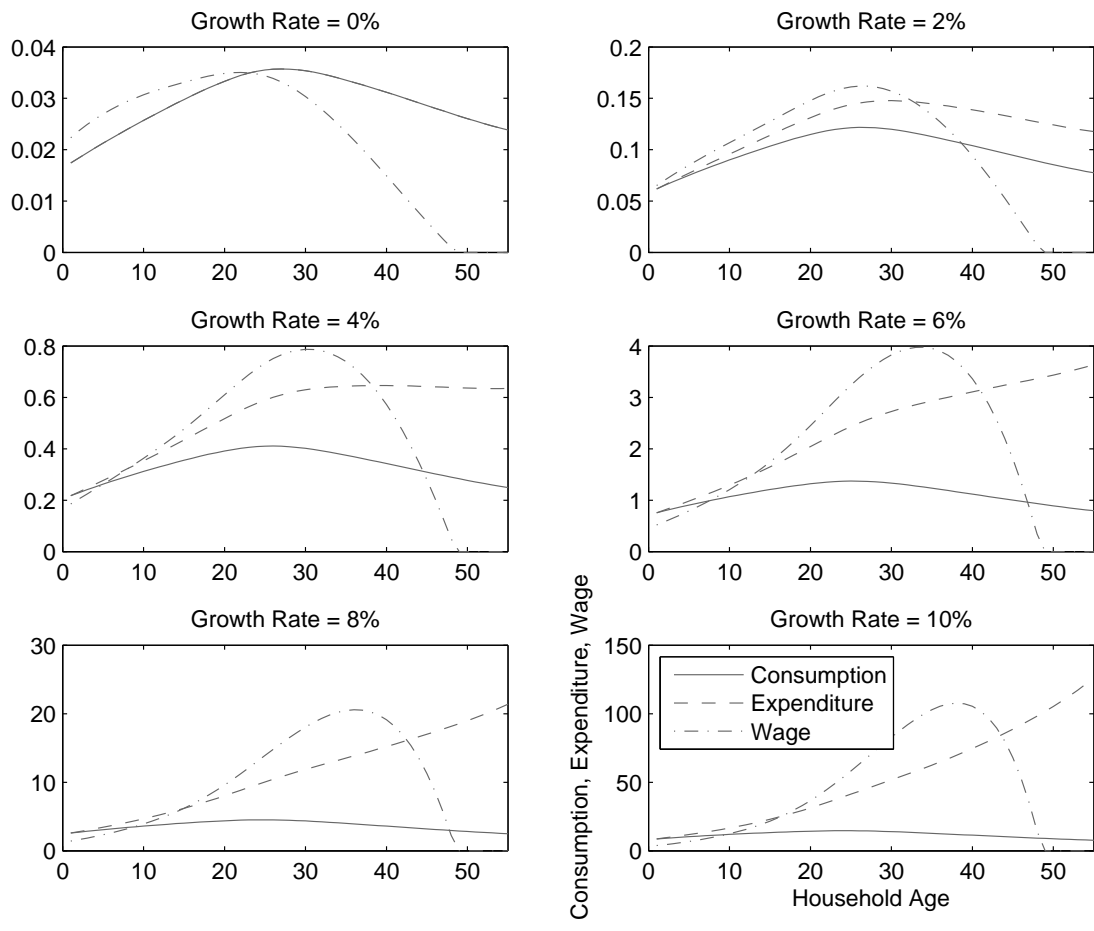 Growth Rate = 0%
0.04
0.03
0.02
0.01
0
0 10 20 30 40 50
Growth Rate = 2%
0.2
0.15
0.1
0.05
0
0 10 20 30 40 50
Growth Rate = 4%
0.8
0.6
0.4
0.2
0
0 10 20 30 40 50
Growth Rate = 6%
4
3
2
1
0
0 10 20 30 40 50
Growth Rate = 8%
30
20
10
0
0 10 20 30 40 50
Consumption, Expenditure, Wage
Growth Rate = 10%
150
100
50
0
Consumption
Expenditure
Wage
0 10 20 30 40 50
Household Age